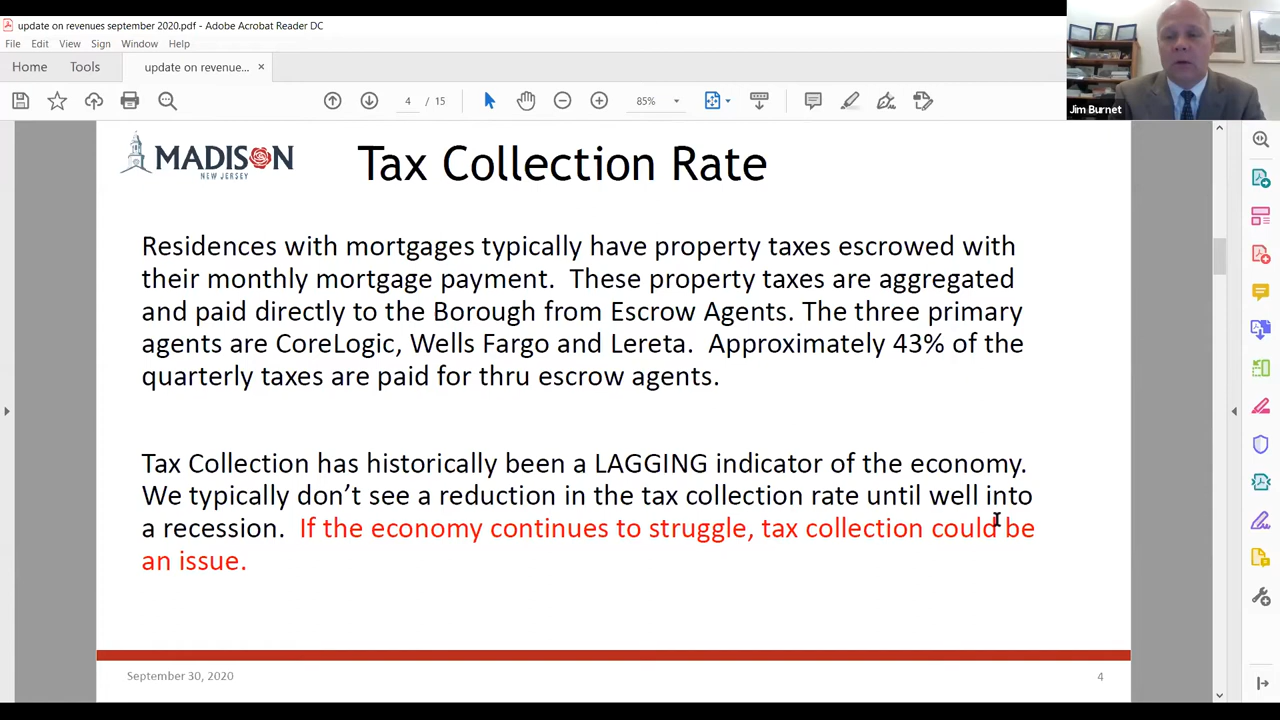 update on revenues september 2020.pdf - Adobe Acrobat Reader DC
File Edit View Sign Window Help
Home Tools update on revenue... ×
4 / 15 85%
Jim Burnet
MADISON
NEW JERSEY
Tax Collection Rate
Residences with mortgages typically have property taxes escrowed with
their monthly mortgage payment. These property taxes are aggregated
and paid directly to the Borough from Escrow Agents. The three primary
agents are CoreLogic, Wells Fargo and Lereta. Approximately 43% of the
quarterly taxes are paid for thru escrow agents.
Tax Collection has historically been a LAGGING indicator of the economy.
We typically don’t see a reduction in the tax collection rate until well into
a recession. If the economy continues to struggle, tax collection could be
an issue.
September 30, 2020 4